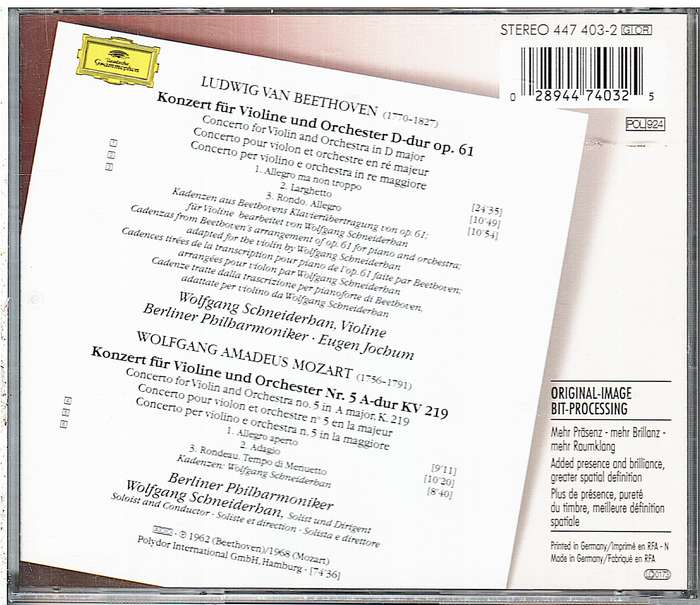 Deutsche
Grammophon
STEREO 447 403-2 GIOR
0 28944 74032 5
POL 924
LUDWIG VAN BEETHOVEN (1770–1827)
Konzert für Violine und Orchester D-dur op. 61
Concerto for Violin and Orchestra in D major
Concerto pour violon et orchestre en ré majeur
Concerto per violino e orchestra in re maggiore
1. Allegro ma non troppo [24'35]
2. Larghetto [10'49]
3. Rondo. Allegro [10'54]
Kadenzen aus Beethovens Klavierübertragung von op. 61;
für Violine bearbeitet von Wolfgang Schneiderhan
Cadenzas from Beethoven's arrangement of op. 61 for piano and orchestra;
adapted for the violin by Wolfgang Schneiderhan
Cadences tirées de la transcription pour piano de l'op. 61 faite par Beethoven;
arrangées pour violon par Wolfgang Schneiderhan
Cadenze tratte dalla trascrizione per pianoforte di Beethoven,
adattate per violino da Wolfgang Schneiderhan
Wolfgang Schneiderhan, Violine
Berliner Philharmoniker · Eugen Jochum
WOLFGANG AMADEUS MOZART (1756–1791)
Konzert für Violine und Orchester Nr. 5 A-dur KV 219
Concerto for Violin and Orchestra no. 5 in A major, K. 219
Concerto pour violon et orchestre n° 5 en la majeur
Concerto per violino e orchestra n. 5 in la maggiore
1. Allegro aperto [9'11]
2. Adagio [10'20]
3. Rondeau. Tempo di Menuetto [8'40]
Kadenzen: Wolfgang Schneiderhan
Berliner Philharmoniker
Wolfgang Schneiderhan, Solist und Dirigent
Soloist and Conductor - Soliste et direction - Solista e direttore
ADD · ℗ 1962 (Beethoven)/1968 (Mozart)
Polydor International GmbH, Hamburg - [74'36]
ORIGINAL-IMAGE
BIT-PROCESSING
Mehr Präsenz - mehr Brillanz -
mehr Raumklang
Added presence and brilliance,
greater spatial definition
Plus de présence, pureté
du timbre, meilleure définition
spatiale
Printed in Germany/Imprimé en RFA - N
Made in Germany/Fabriqué en RFA